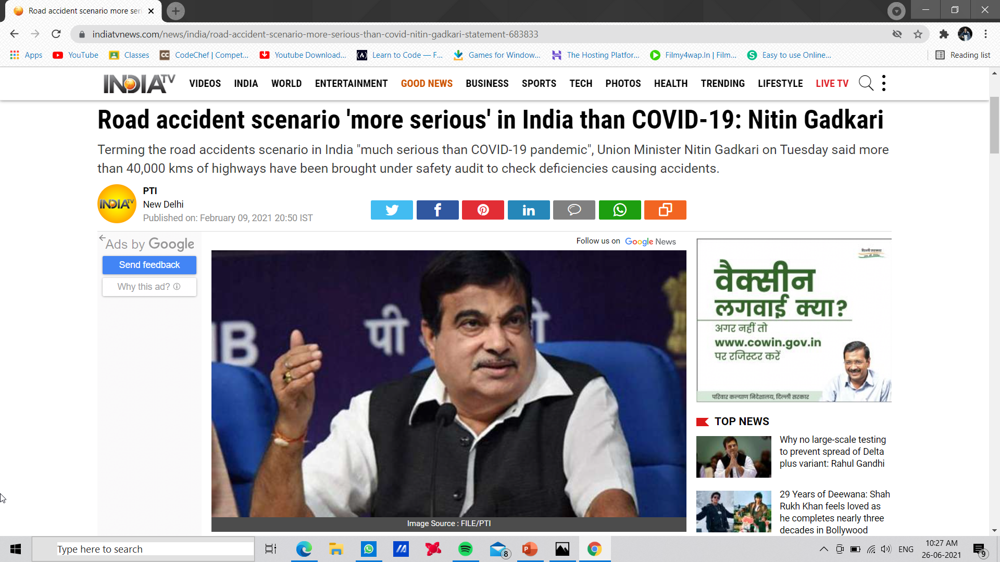 Road accident scenario more seri
indiatvnews.com/news/india/road-accident-scenario-more-serious-than-covid-nitin-gadkari-statement-683833
Apps YouTube Classes CodeChef | Compet... Youtube Download... Learn to Code — F... Games for Window... The Hosting Platfor... Filmy4wap.In | Film... Easy to use Online... Reading list
INDIA TV VIDEOS INDIA WORLD ENTERTAINMENT GOOD NEWS BUSINESS SPORTS TECH PHOTOS HEALTH TRENDING LIFESTYLE LIVE TV
Road accident scenario 'more serious' in India than COVID-19: Nitin Gadkari
Terming the road accidents scenario in India "much serious than COVID-19 pandemic", Union Minister Nitin Gadkari on Tuesday said more
than 40,000 kms of highways have been brought under safety audit to check deficiencies causing accidents.
INDIA TV
PTI
New Delhi
Published on: February 09, 2021 20:50 IST
Ads by Google
Send feedback
Why this ad?
Follow us on Google News
IB पी
Image Source : FILE/PTI
वैक्सीन
लगवाई क्या?
अगर नहीं तो
www.cowin.gov.in
पर रजिस्टर करें
परिवार कल्याण निदेशालय, दिल्ली सरकार
TOP NEWS
Why no large-scale testing
to prevent spread of Delta
plus variant: Rahul Gandhi
29 Years of Deewana: Shah
Rukh Khan feels loved as
he completes nearly three
decades in Bollywood
Type here to search
8
ENG
10:27 AM
26-06-2021
9